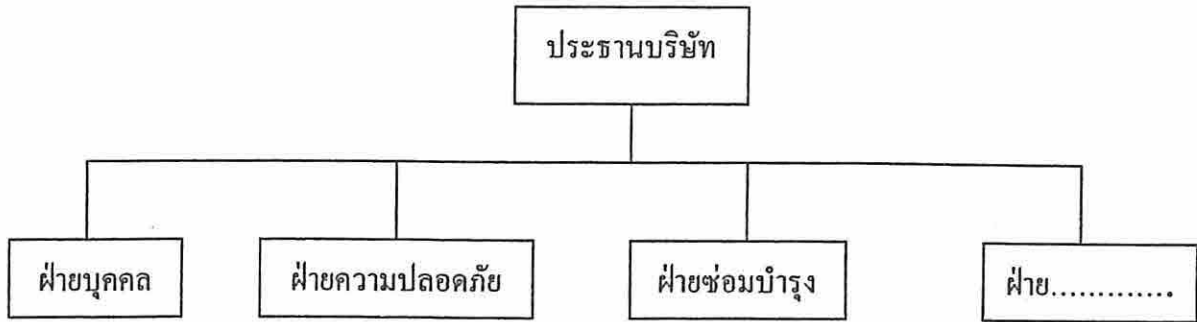 ประธานบริษัท
ฝ่ายบุคคล
ฝ่ายความปลอดภัย
ฝ่ายซ่อมบำรุง
ฝ่าย.............